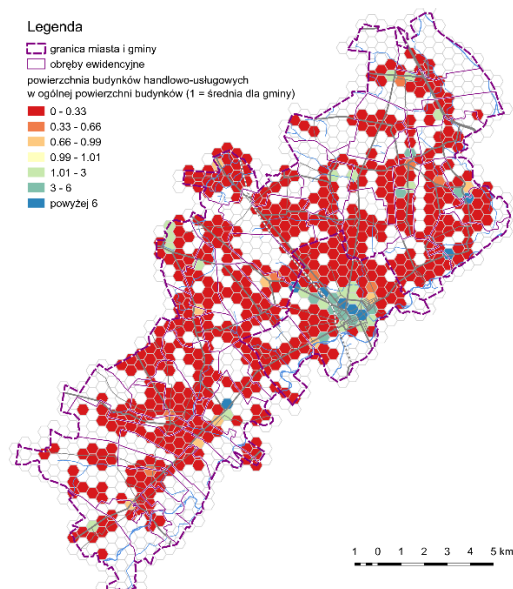 Legenda
granica miasta i gminy
obręby ewidencyjne
powierzchnia budynków handlowo-usługowych
w ogólnej powierzchni budynków (1 = średnia dla gminy)
0 - 0.33
0.33 - 0.66
0.66 - 0.99
0.99 - 1.01
1.01 - 3
3 - 6
powyżej 6
1 0 1 2 3 4 5 km